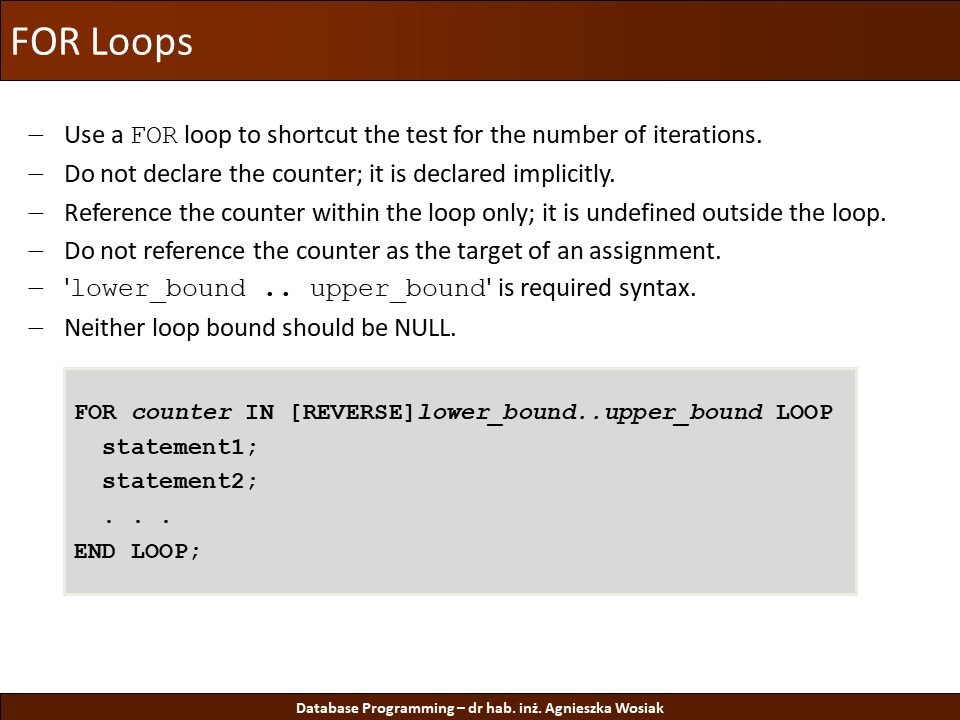 FOR Loops
– Use a FOR loop to shortcut the test for the number of iterations.
– Do not declare the counter; it is declared implicitly.
– Reference the counter within the loop only; it is undefined outside the loop.
– Do not reference the counter as the target of an assignment.
– 'lower_bound .. upper_bound' is required syntax.
– Neither loop bound should be NULL.
FOR counter IN [REVERSE]lower_bound..upper_bound LOOP
statement1;
statement2;
. . .
END LOOP;
Database Programming – dr hab. inż. Agnieszka Wosiak